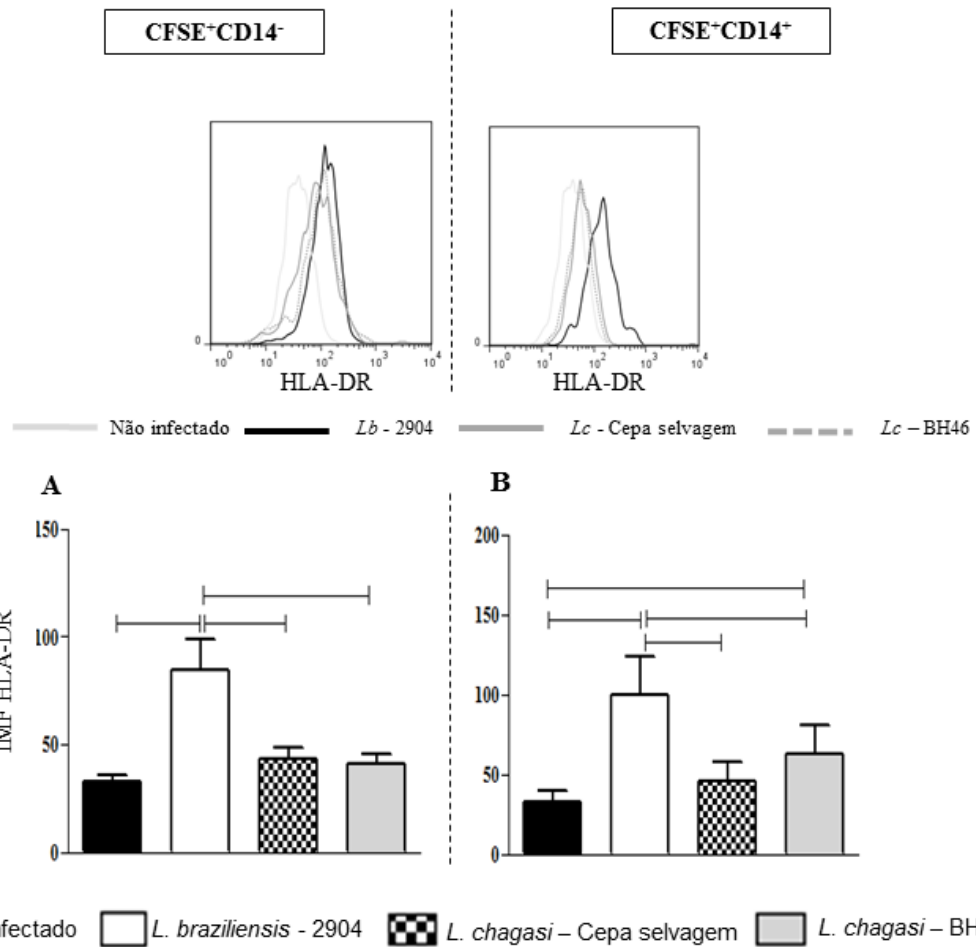 CFSE⁺CD14⁻
CFSE⁺CD14⁺
0
10⁰ 10¹ 10² 10³ 10⁴
HLA-DR
0
10⁰ 10¹ 10² 10³ 10⁴
HLA-DR
Não infectado Lb - 2904 Lc - Cepa selvagem Lc – BH46
A
B
150
100
50
0
IMF HLA-DR
200
150
100
50
0
nfectado L. braziliensis - 2904 L. chagasi – Cepa selvagem L. chagasi – BH